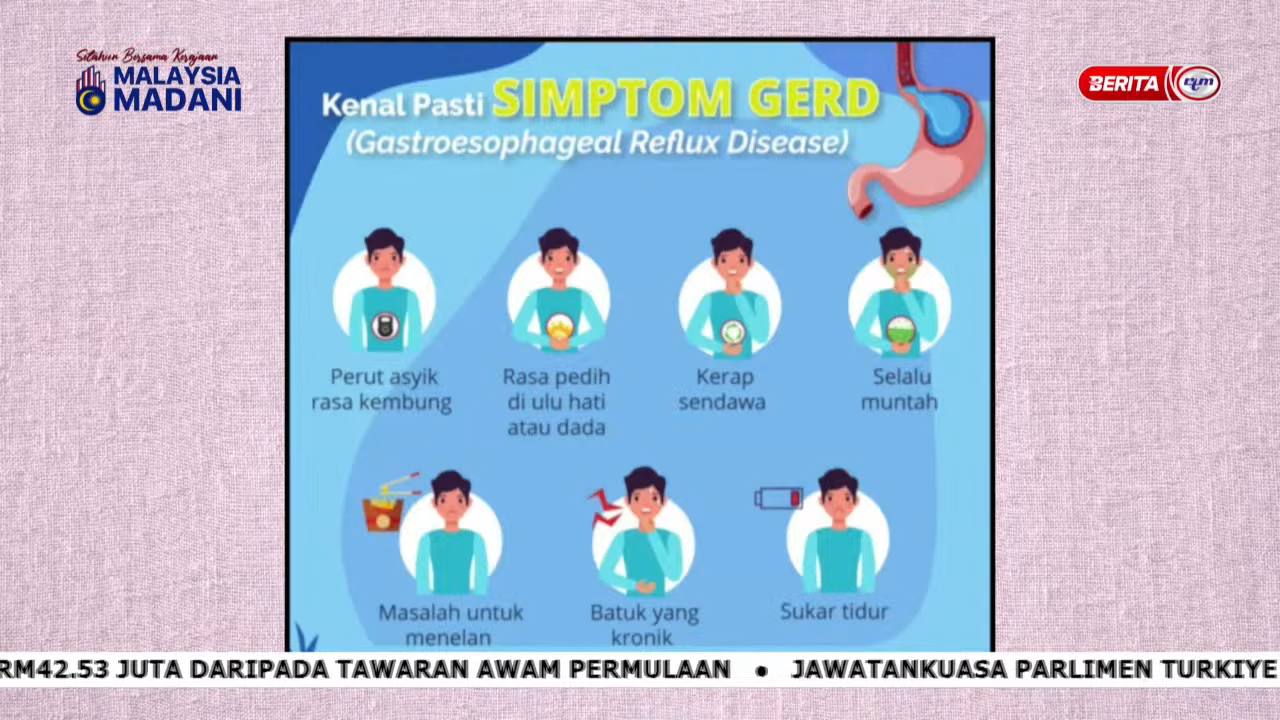 Setahun Bersama Kerajaan
MALAYSIA
MADANI
BERITA rtm
Kenal Pasti SIMPTOM GERD
(Gastroesophageal Reflux Disease)
Perut asyik
rasa kembung
Rasa pedih
di ulu hati
atau dada
Kerap
sendawa
Selalu
muntah
Masalah untuk
menelan
Batuk yang
kronik
Sukar tidur
RM42.53 JUTA DARIPADA TAWARAN AWAM PERMULAAN • JAWATANKUASA PARLIMEN TURKIYE